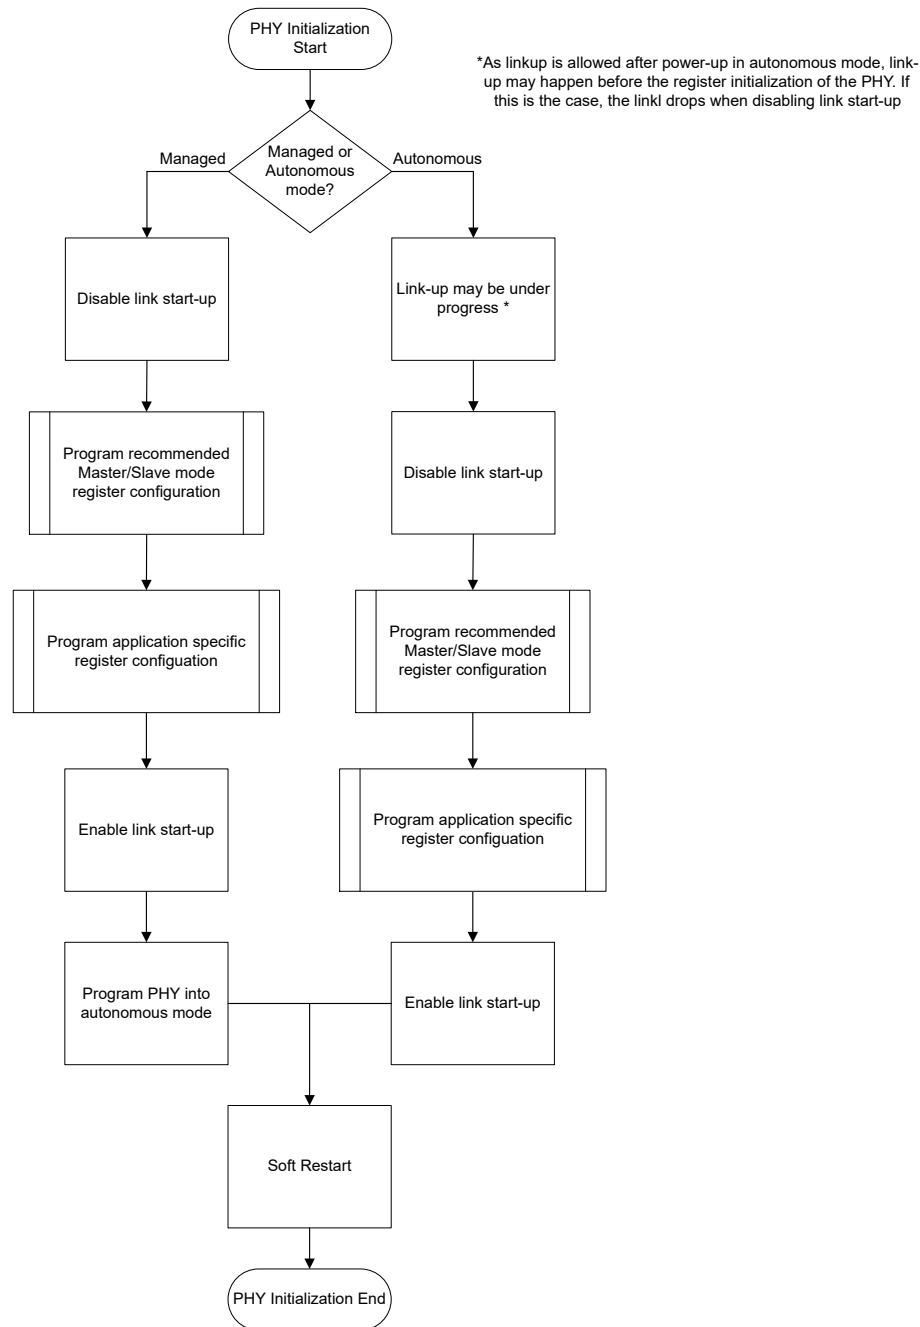 PHY Initialization
Start
*As linkup is allowed after power-up in autonomous mode, link-
up may happen before the register initialization of the PHY. If
this is the case, the linkl drops when disabling link start-up
Managed or
Autonomous
mode?
Managed
Autonomous
Disable link start-up
Link-up may be under
progress *
Program recommended
Master/Slave mode
register configuration
Disable link start-up
Program application specific
register configuation
Program recommended
Master/Slave mode
register configuration
Enable link start-up
Program application specific
register configuation
Program PHY into
autonomous mode
Enable link start-up
Soft Restart
PHY Initialization End